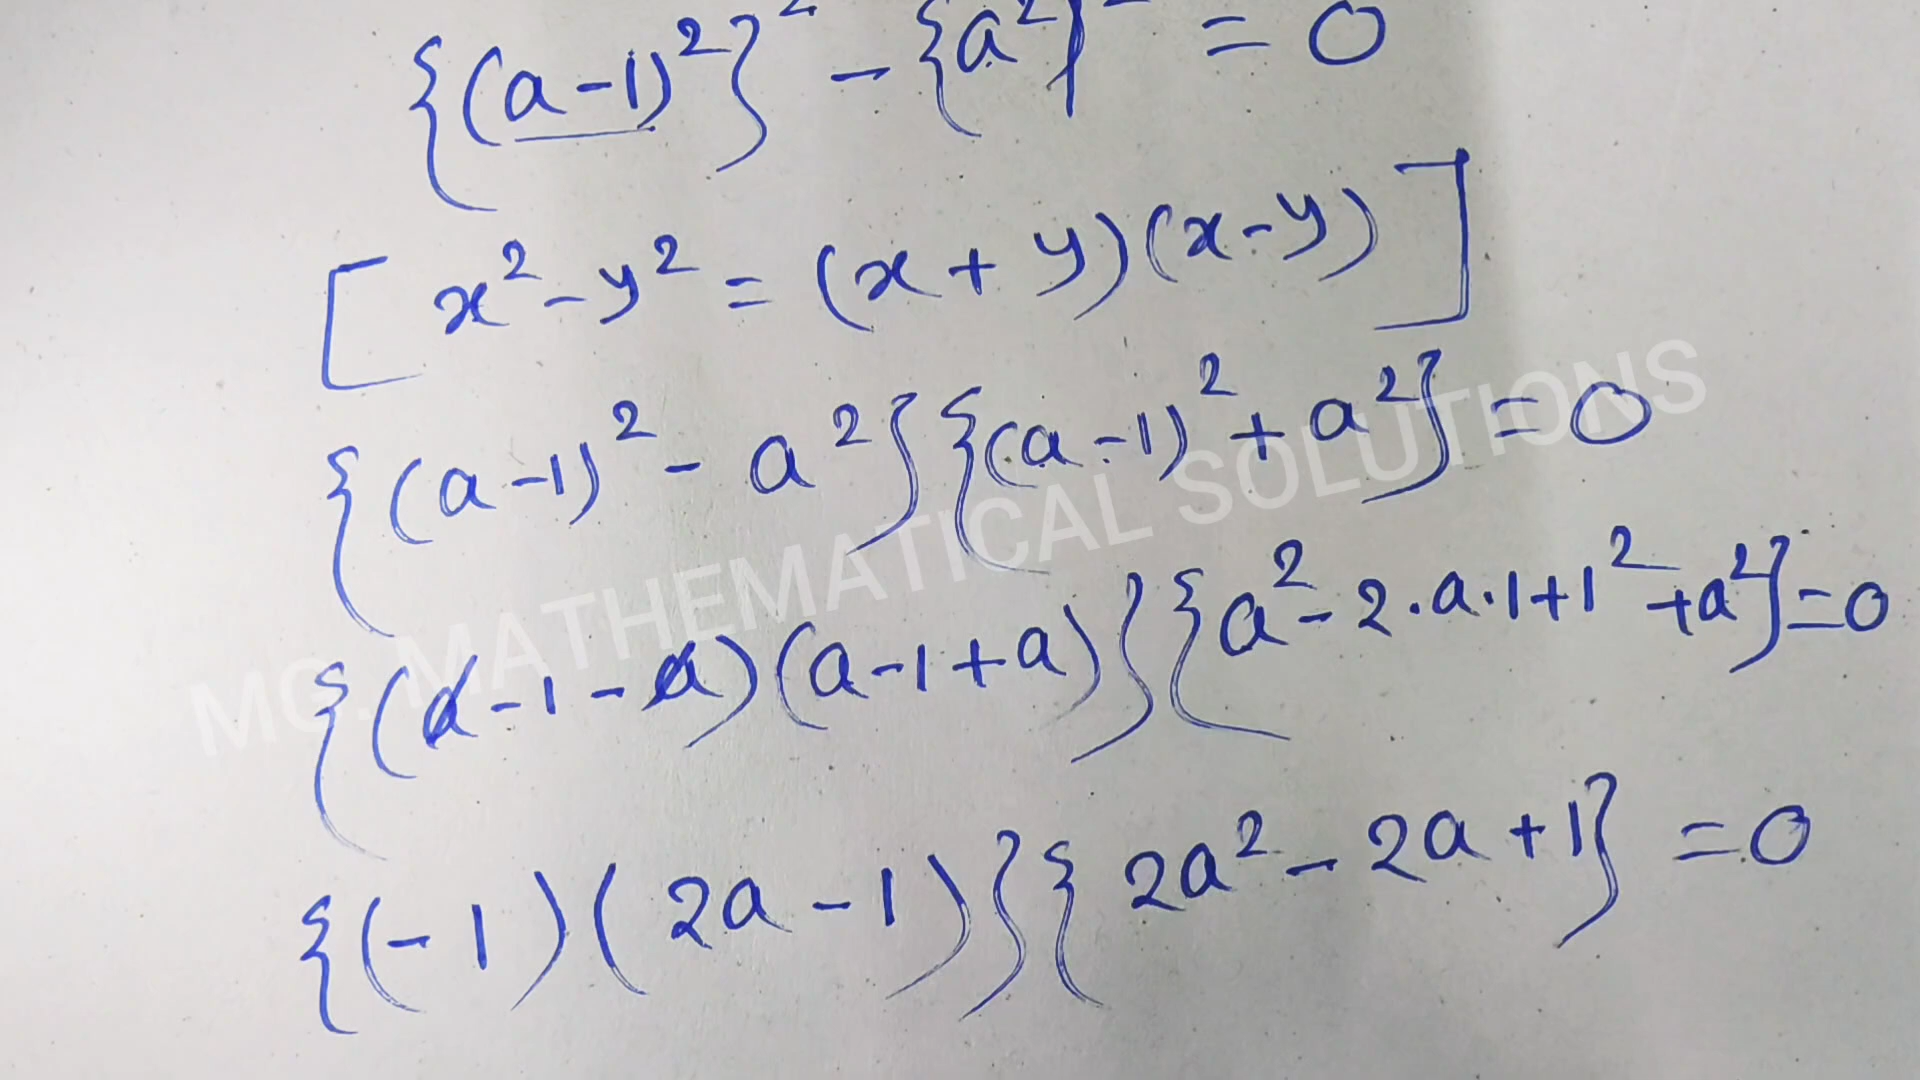 {(a-1)²}² - {a²}² = 0
[x² - y² = (x + y)(x - y)]
{(a-1)² - a²}{(a-1)² + a²} = 0
{(a-1-a)(a-1+a)}{a² - 2·a·1 + 1² + a²} = 0
{(-1)(2a-1)}{2a² - 2a + 1} = 0
MC. MATHEMATICAL SOLUTIONS